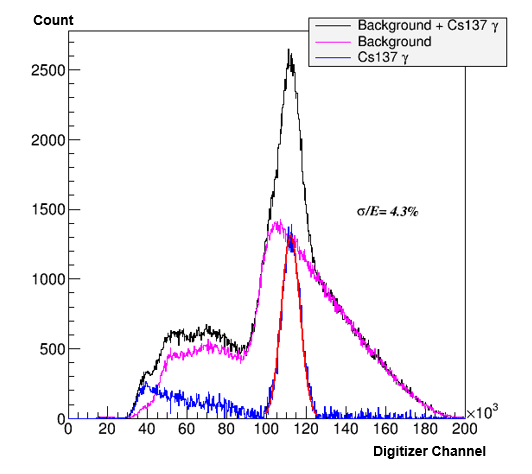 Count
Background + Cs137 γ
Background
Cs137 γ
2500
2000
1500
1000
500
0
σ/E= 4.3%
0 20 40 60 80 100 120 140 160 180 200
×10³
Digitizer Channel